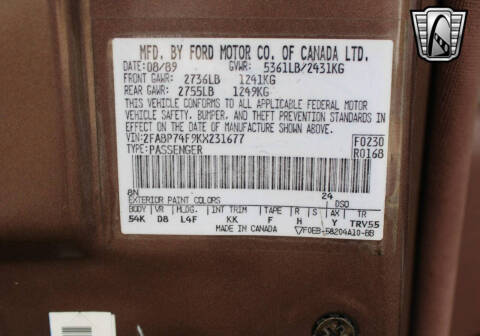 MFD. BY FORD MOTOR CO. OF CANADA LTD.
DATE: 08/89 GVWR: 5361LB/2431KG
FRONT GAWR: 2736LB 1241KG
REAR GAWR: 2755LB 1249KG
THIS VEHICLE CONFORMS TO ALL APPLICABLE FEDERAL MOTOR
VEHICLE SAFETY, BUMPER, AND THEFT PREVENTION STANDARDS IN
EFFECT ON THE DATE OF MANUFACTURE SHOWN ABOVE.
VIN: 2FABP74F9KX231677 F0230
TYPE: PASSENGER R0168
8N 24
EXTERIOR PAINT COLORS DSO
BODY VR MLDG. INT TRIM TAPE R S AX TR
54K D8 L4F KK F H Y TRV55
MADE IN CANADA F0EB-58204A10-BB